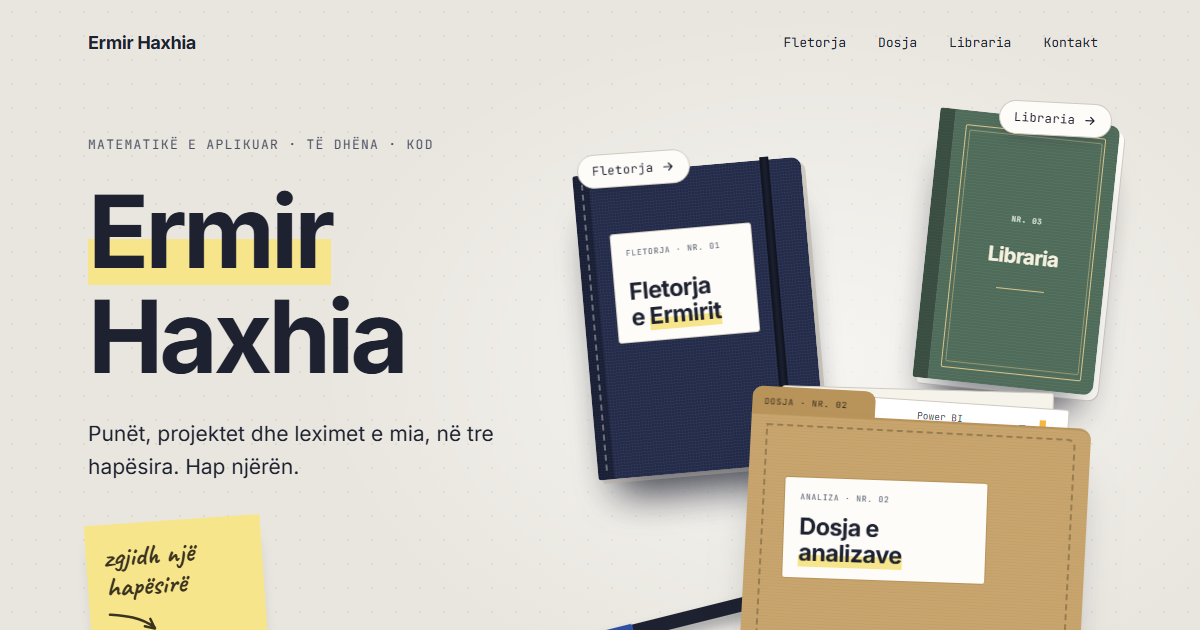 Ermir Haxhia
Fletorja
Dosja
Libraria
Kontakt
MATEMATIKË E APLIKUAR · TË DHËNA · KOD
Ermir
Haxhia
Punët, projektet dhe leximet e mia, në tre
hapësira. Hap njërën.
zgjidh një
hapësirë
Fletorja →
FLETORJA · NR. 01
Fletorja
e Ermirit
Libraria →
NR. 03
Libraria
DOSJA · NR. 02
Power BI
ANALIZA · NR. 02
Dosja e
analizave